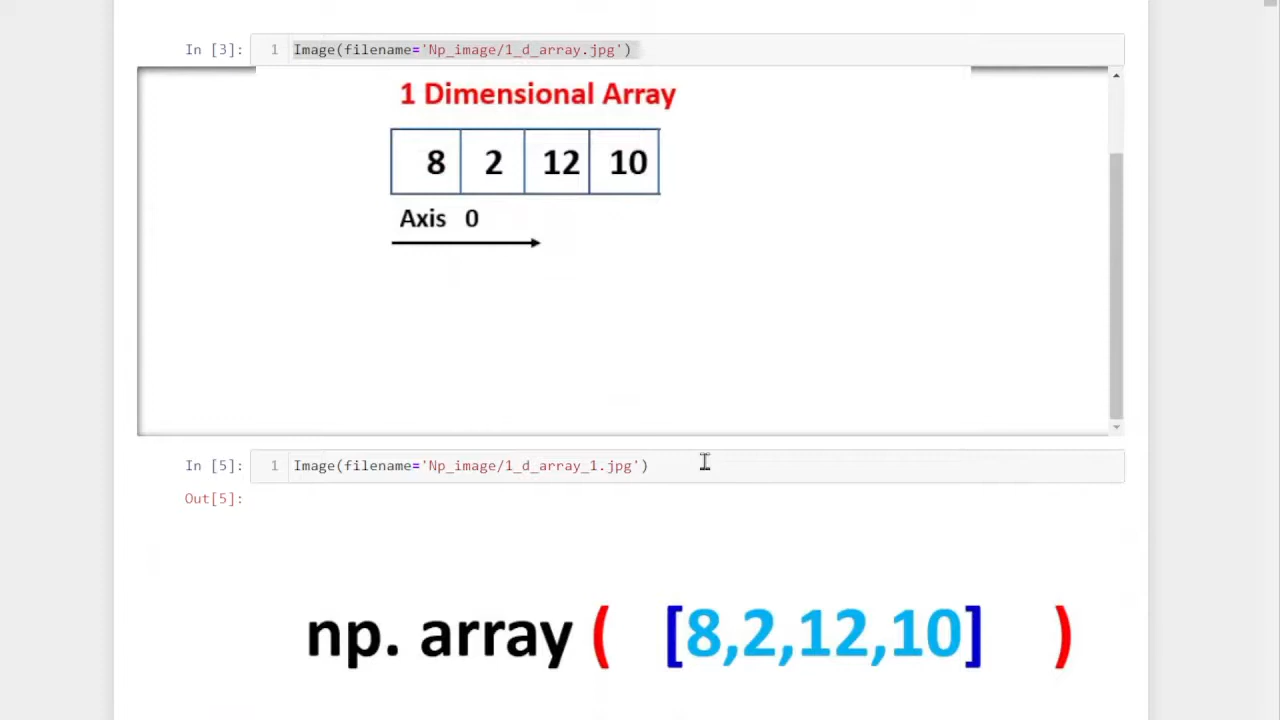 In [3]: 1 Image(filename='Np_image/1_d_array.jpg')
1 Dimensional Array
8 2 12 10
Axis 0
In [5]: 1 Image(filename='Np_image/1_d_array_1.jpg')
Out[5]:
np. array ( [8,2,12,10] )